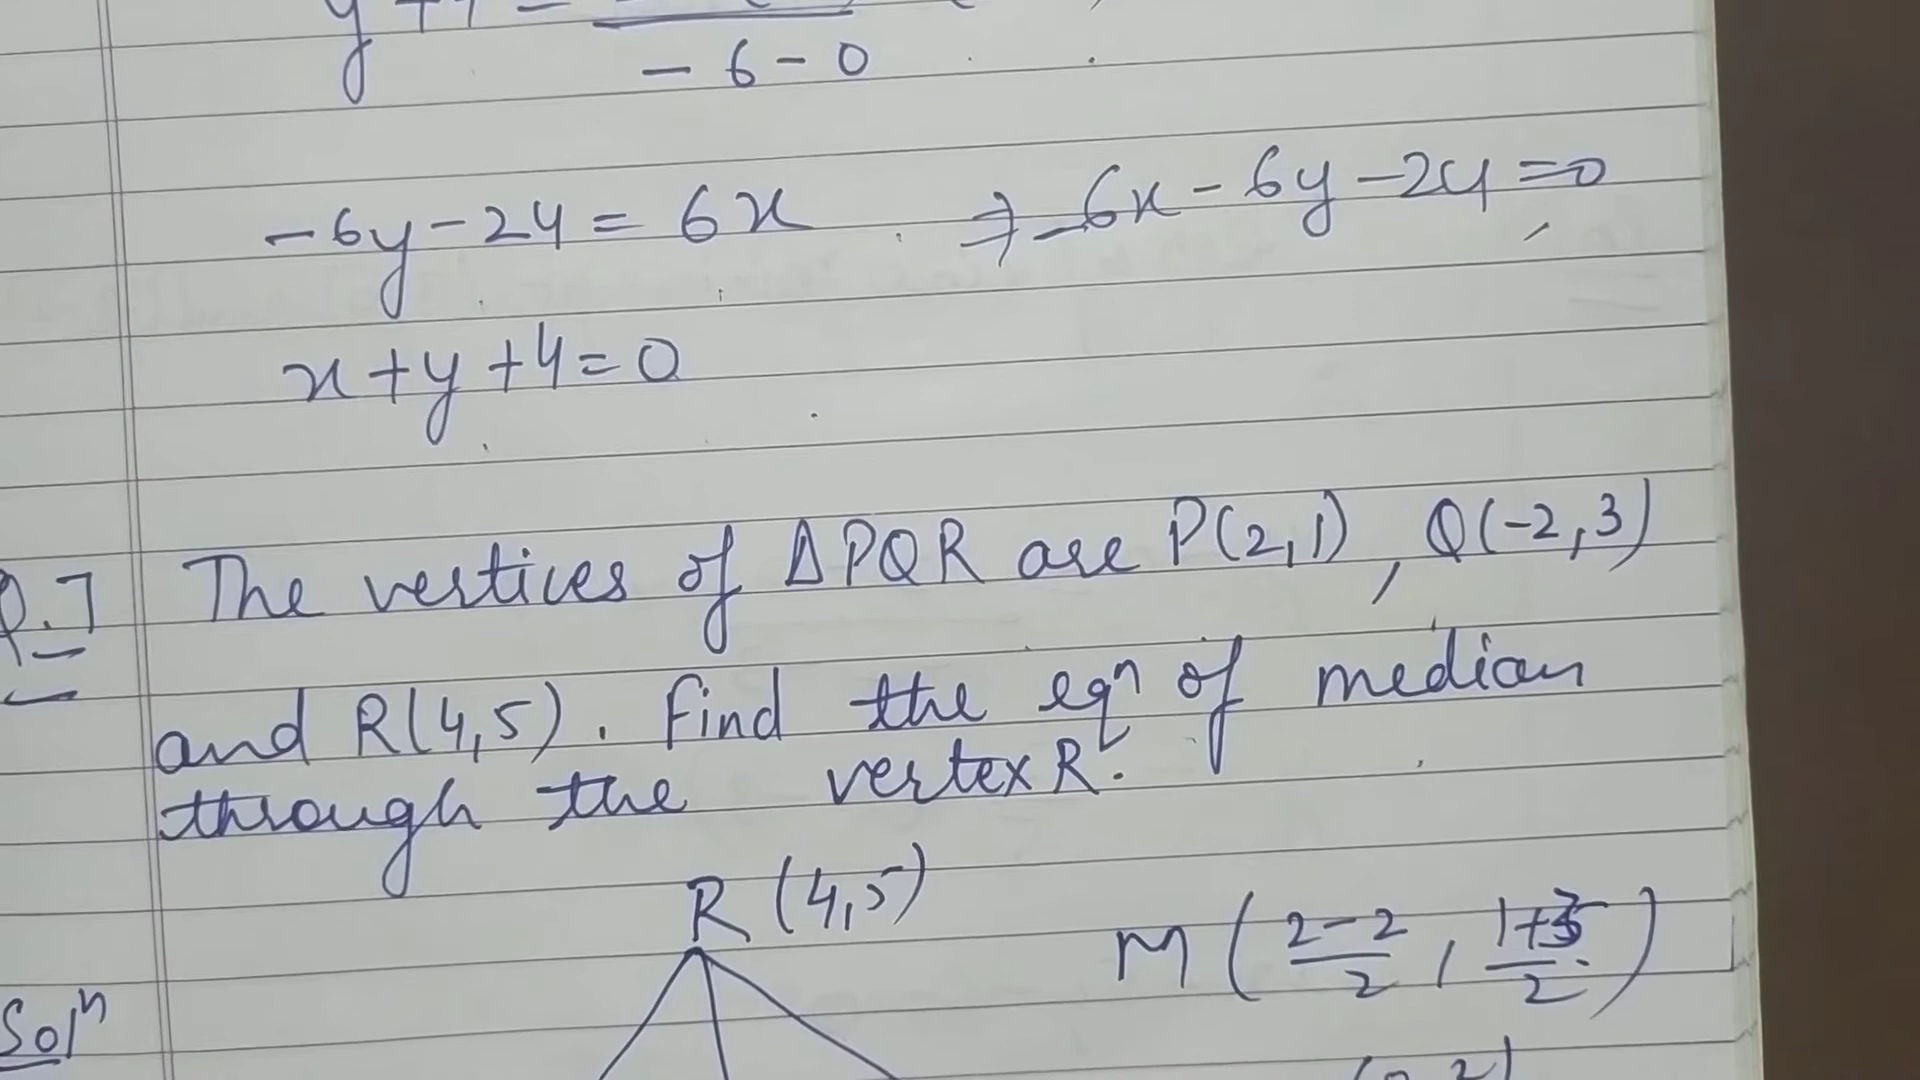 y + 4 =
- 6 - 0
-6y - 24 = 6x ⇒ -6x - 6y - 24 = 0
x + y + 4 = 0
Q.7 The vertices of ΔPQR are P(2,1), Q(-2,3)
and R(4,5). Find the eqn of median
through the vertex R.
R (4,5)
M (2-2/2, 1+3/2)
Soln